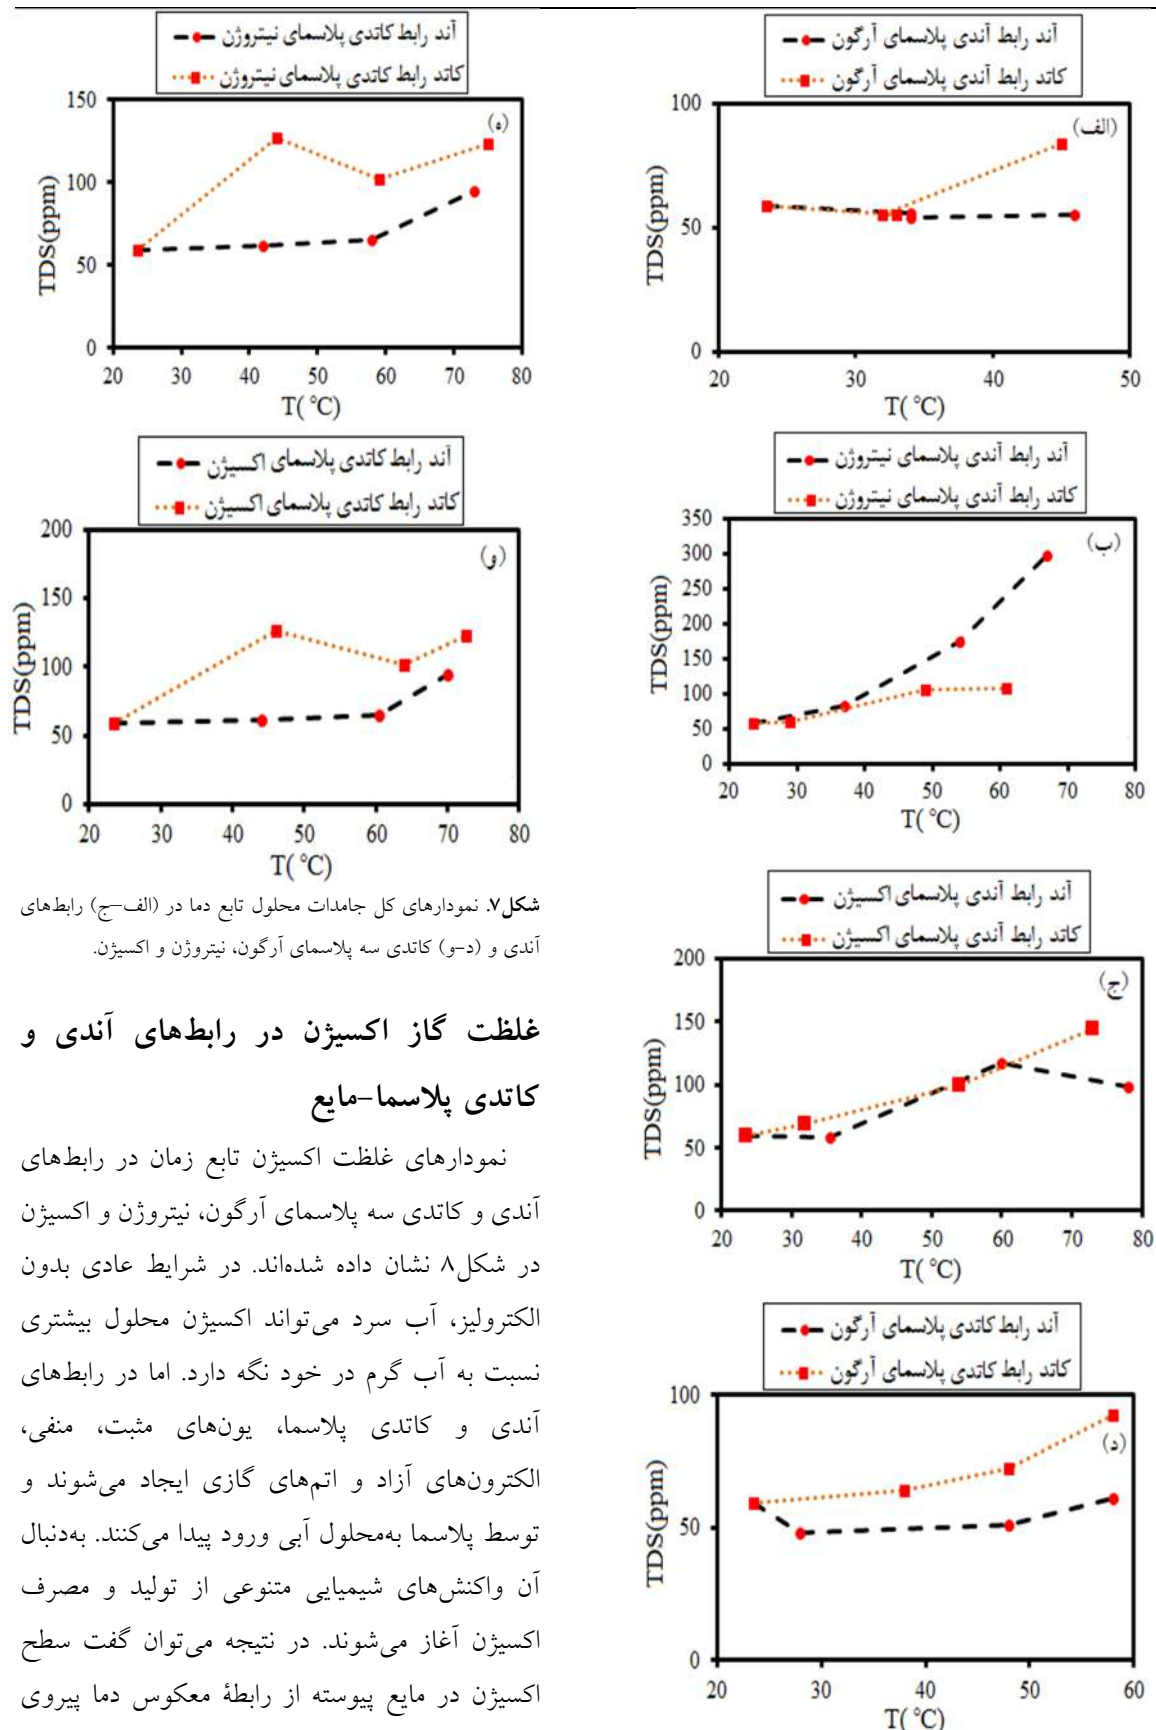 آند رابط آندی پلاسمای آرگون
کاتد رابط آندی پلاسمای آرگون
(الف)
100
50
0
TDS(ppm)
20 30 40 50
T( °C)
آند رابط آندی پلاسمای نیتروژن
کاتد رابط آندی پلاسمای نیتروژن
(ب)
350
300
250
200
150
100
50
0
TDS(ppm)
20 30 40 50 60 70 80
T( °C)
آند رابط آندی پلاسمای اکسیژن
کاتد رابط آندی پلاسمای اکسیژن
(ج)
200
150
100
50
0
TDS(ppm)
20 30 40 50 60 70 80
T( °C)
آند رابط کاتدی پلاسمای آرگون
کاتد رابط کاتدی پلاسمای آرگون
(د)
100
50
0
TDS(ppm)
20 30 40 50 60
T( °C)
آند رابط کاتدی پلاسمای نیتروژن
کاتد رابط کاتدی پلاسمای نیتروژن
(ه)
150
100
50
0
TDS(ppm)
20 30 40 50 60 70 80
T( °C)
آند رابط کاتدی پلاسمای اکسیژن
کاتد رابط کاتدی پلاسمای اکسیژن
(و)
200
150
100
50
0
TDS(ppm)
20 30 40 50 60 70 80
T( °C)
شکل۷. نمودارهای کل جامدات محلول تابع دما در (الف–ج) رابط‌های
آندی و (د–و) کاتدی سه پلاسمای آرگون، نیتروژن و اکسیژن.
غلظت گاز اکسیژن در رابط‌های آندی و
کاتدی پلاسما–مایع
نمودارهای غلظت اکسیژن تابع زمان در رابط‌های
آندی و کاتدی سه پلاسمای آرگون، نیتروژن و اکسیژن
در شکل۸ نشان داده شده‌اند. در شرایط عادی بدون
الکترولیز، آب سرد می‌تواند اکسیژن محلول بیشتری
نسبت به آب گرم در خود نگه دارد. اما در رابط‌های
آندی و کاتدی پلاسما، یون‌های مثبت، منفی،
الکترون‌های آزاد و اتم‌های گازی ایجاد می‌شوند و
توسط پلاسما به‌محلول آبی ورود پیدا می‌کنند. به‌دنبال
آن واکنش‌های شیمیایی متنوعی از تولید و مصرف
اکسیژن آغاز می‌شوند. در نتیجه می‌توان گفت سطح
اکسیژن در مایع پیوسته از رابطهٔ معکوس دما پیروی